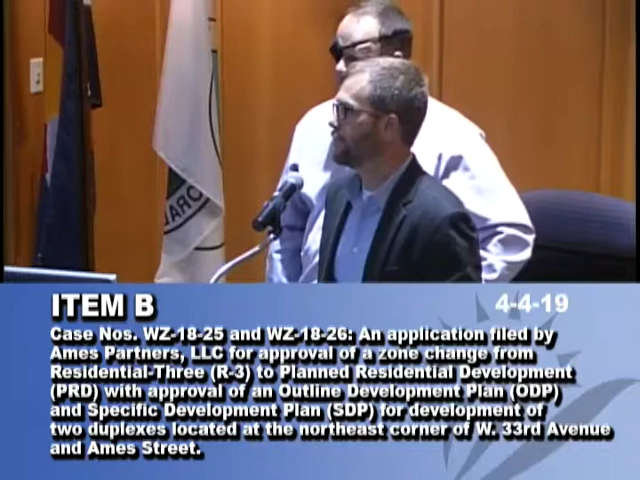 ORAD
ITEM B
4-4-19
Case Nos. WZ-18-25 and WZ-18-26: An application filed by
Ames Partners, LLC for approval of a zone change from
Residential-Three (R-3) to Planned Residential Development
(PRD) with approval of an Outline Development Plan (ODP)
and Specific Development Plan (SDP) for development of
two duplexes located at the northeast corner of W. 33rd Avenue
and Ames Street.